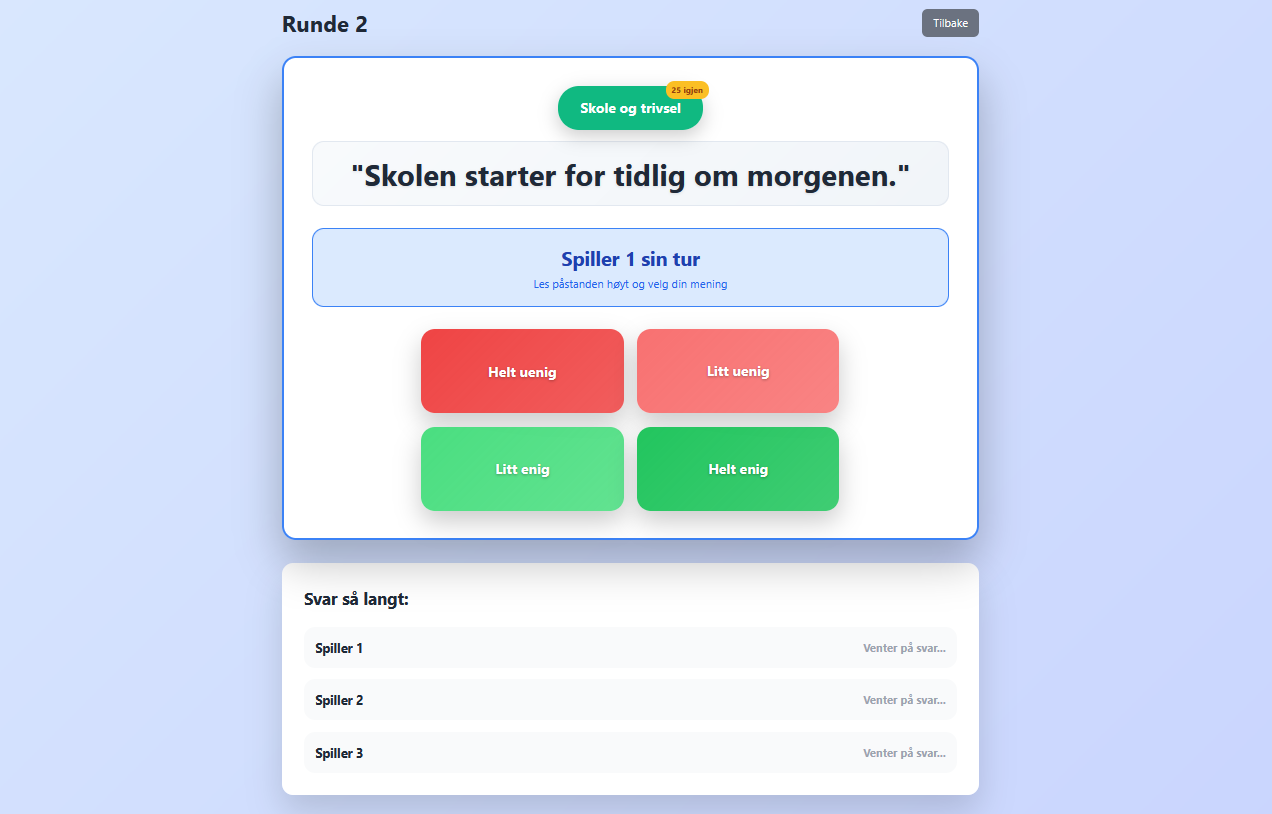 Runde 2
Tilbake
25 igjen
Skole og trivsel
"Skolen starter for tidlig om morgenen."
Spiller 1 sin tur
Les påstanden høyt og velg din mening
Helt uenig
Litt uenig
Litt enig
Helt enig
Svar så langt:
Spiller 1
Venter på svar...
Spiller 2
Venter på svar...
Spiller 3
Venter på svar...